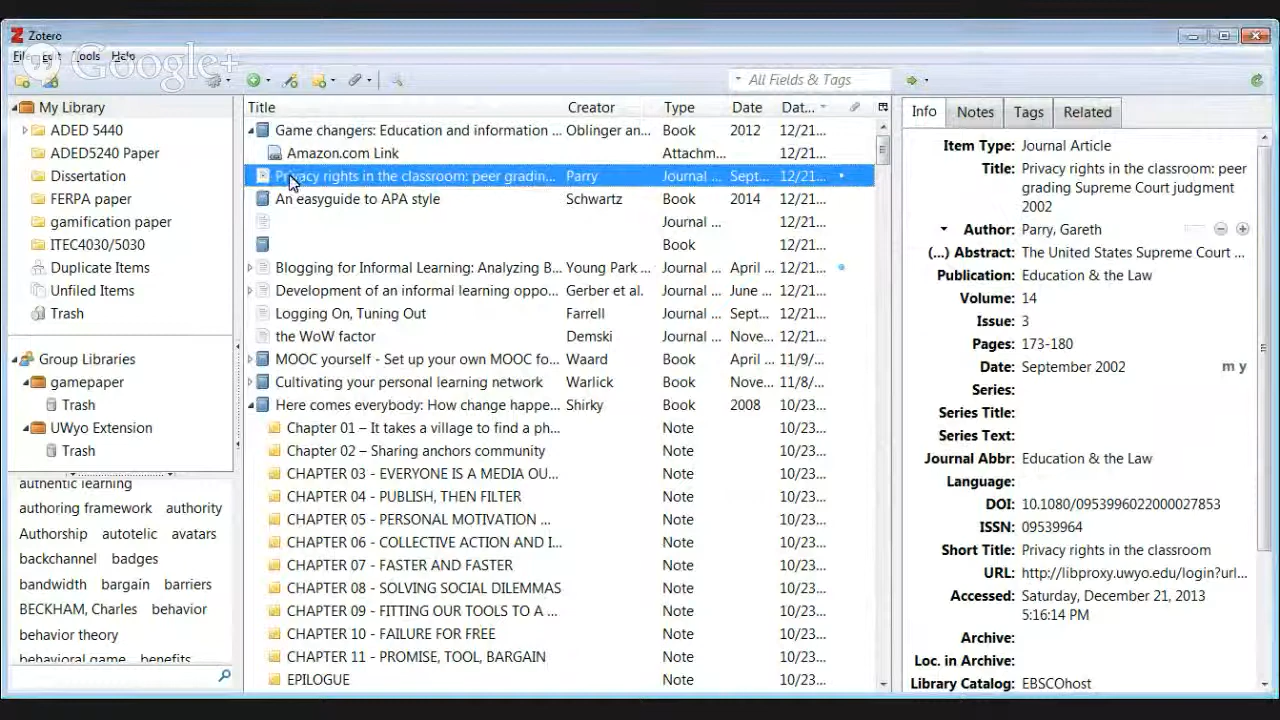 Zotero
Tools Help
Google+
All Fields & Tags
My Library
ADED 5440
ADED5240 Paper
Dissertation
FERPA paper
gamification paper
ITEC4030/5030
Duplicate Items
Unfiled Items
Trash
Group Libraries
gamepaper
Trash
UWyo Extension
Trash
authentic learning
authoring framework authority
Authorship autotelic avatars
backchannel badges
bandwidth bargain barriers
BECKHAM, Charles behavior
behavior theory
behavioral game benefits
Title Creator Type Date Dat...
Game changers: Education and information ... Oblinger an... Book 2012 12/21...
Amazon.com Link Attachm... 12/21...
Privacy rights in the classroom: peer gradin... Parry Journal ... Sept... 12/21...
An easyguide to APA style Schwartz Book 2014 12/21...
Journal ... 12/21...
Book 12/21...
Blogging for Informal Learning: Analyzing B... Young Park ... Journal ... April ... 12/21...
Development of an informal learning oppo... Gerber et al. Journal ... June ... 12/21...
Logging On, Tuning Out Farrell Journal ... Sept... 12/21...
the WoW factor Demski Journal ... Nove... 12/21...
MOOC yourself - Set up your own MOOC fo... Waard Book April ... 11/9/...
Cultivating your personal learning network Warlick Book Nove... 11/8/...
Here comes everybody: How change happe... Shirky Book 2008 10/23...
Chapter 01 – It takes a village to find a ph... Note 10/23...
Chapter 02 – Sharing anchors community Note 10/23...
CHAPTER 03 - EVERYONE IS A MEDIA OU... Note 10/23...
CHAPTER 04 - PUBLISH, THEN FILTER Note 10/23...
CHAPTER 05 - PERSONAL MOTIVATION ... Note 10/23...
CHAPTER 06 - COLLECTIVE ACTION AND I... Note 10/23...
CHAPTER 07 - FASTER AND FASTER Note 10/23...
CHAPTER 08 - SOLVING SOCIAL DILEMMAS Note 10/23...
CHAPTER 09 - FITTING OUR TOOLS TO A ... Note 10/23...
CHAPTER 10 - FAILURE FOR FREE Note 10/23...
CHAPTER 11 - PROMISE, TOOL, BARGAIN Note 10/23...
EPILOGUE Note 10/23...
Info Notes Tags Related
Item Type: Journal Article
Title: Privacy rights in the classroom: peer
grading Supreme Court judgment
2002
Author: Parry, Gareth
(...) Abstract: The United States Supreme Court ...
Publication: Education & the Law
Volume: 14
Issue: 3
Pages: 173-180
Date: September 2002 m y
Series:
Series Title:
Series Text:
Journal Abbr: Education & the Law
Language:
DOI: 10.1080/0953996022000027853
ISSN: 09539964
Short Title: Privacy rights in the classroom
URL: http://libproxy.uwyo.edu/login?url...
Accessed: Saturday, December 21, 2013
5:16:14 PM
Archive:
Loc. in Archive:
Library Catalog: EBSCOhost